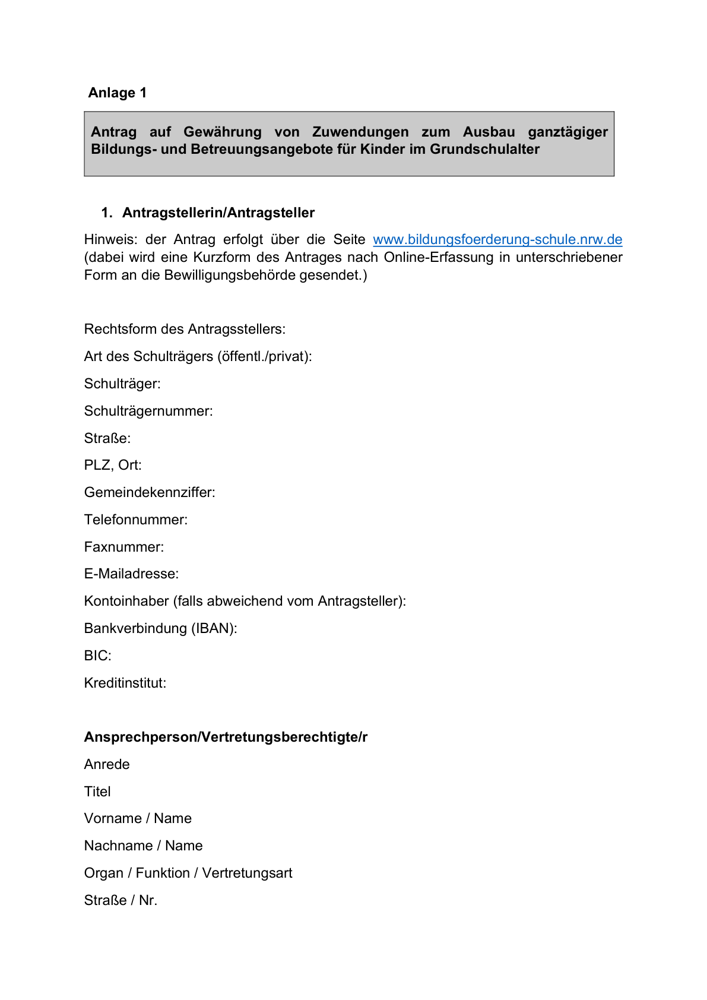 Anlage 1
Antrag auf Gewährung von Zuwendungen zum Ausbau ganztägiger
Bildungs- und Betreuungsangebote für Kinder im Grundschulalter
1. Antragstellerin/Antragsteller
Hinweis: der Antrag erfolgt über die Seite www.bildungsfoerderung-schule.nrw.de
(dabei wird eine Kurzform des Antrages nach Online-Erfassung in unterschriebener
Form an die Bewilligungsbehörde gesendet.)
Rechtsform des Antragsstellers:
Art des Schulträgers (öffentl./privat):
Schulträger:
Schulträgernummer:
Straße:
PLZ, Ort:
Gemeindekennziffer:
Telefonnummer:
Faxnummer:
E-Mailadresse:
Kontoinhaber (falls abweichend vom Antragsteller):
Bankverbindung (IBAN):
BIC:
Kreditinstitut:
Ansprechperson/Vertretungsberechtigte/r
Anrede
Titel
Vorname / Name
Nachname / Name
Organ / Funktion / Vertretungsart
Straße / Nr.